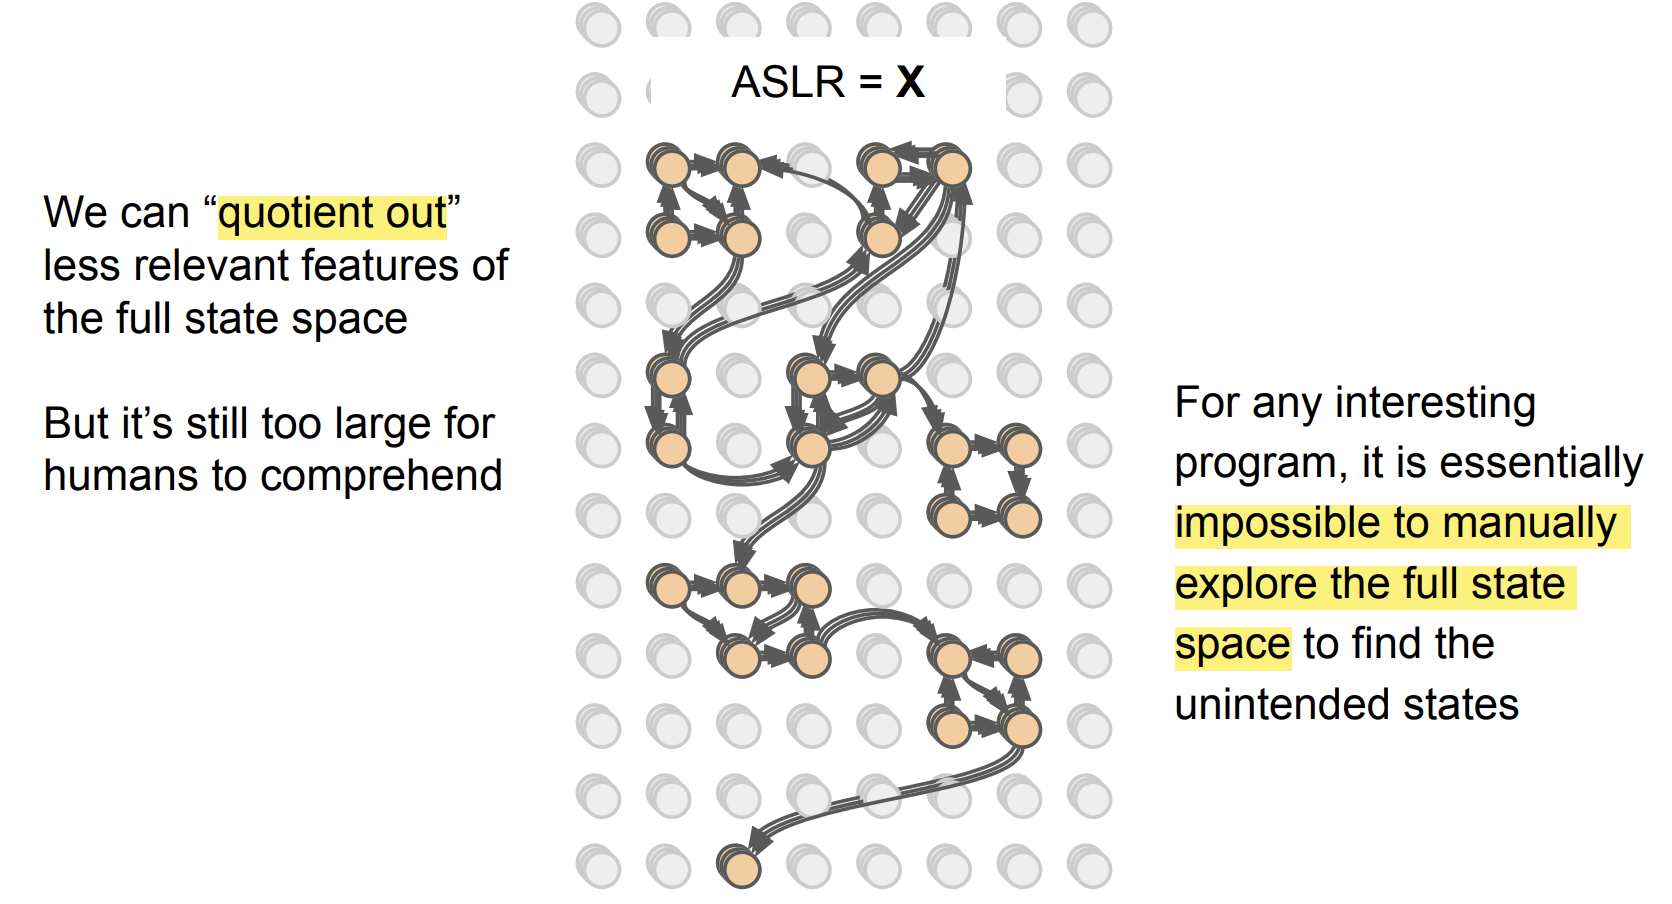 ASLR = X
We can “quotient out”
less relevant features of
the full state space
But it’s still too large for
humans to comprehend
For any interesting
program, it is essentially
impossible to manually
explore the full state
space to find the
unintended states